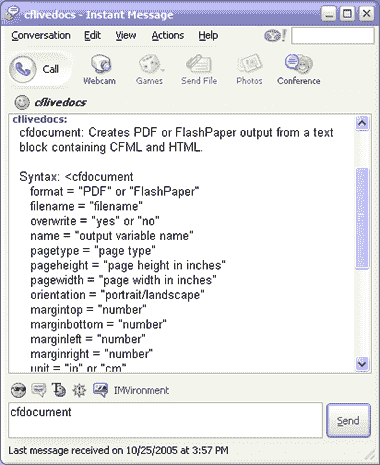 cflivedocs - Instant Message
Conversation Edit View Actions Help
Call Webcam Games Send File Photos Conference
cflivedocs
cflivedocs:
cfdocument: Creates PDF or FlashPaper output from a text
block containing CFML and HTML.
Syntax: <cfdocument
format = "PDF" or "FlashPaper"
filename = "filename"
overwrite = "yes" or "no"
name = "output variable name"
pagetype = "page type"
pageheight = "page height in inches"
pagewidth = "page width in inches"
orientation = "portrait/landscape"
margintop = "number"
marginbottom = "number"
marginleft = "number"
marginright = "number"
unit = "in" or "cm"
IMVironment
cfdocument
Send
Last message received on 10/25/2005 at 3:57 PM